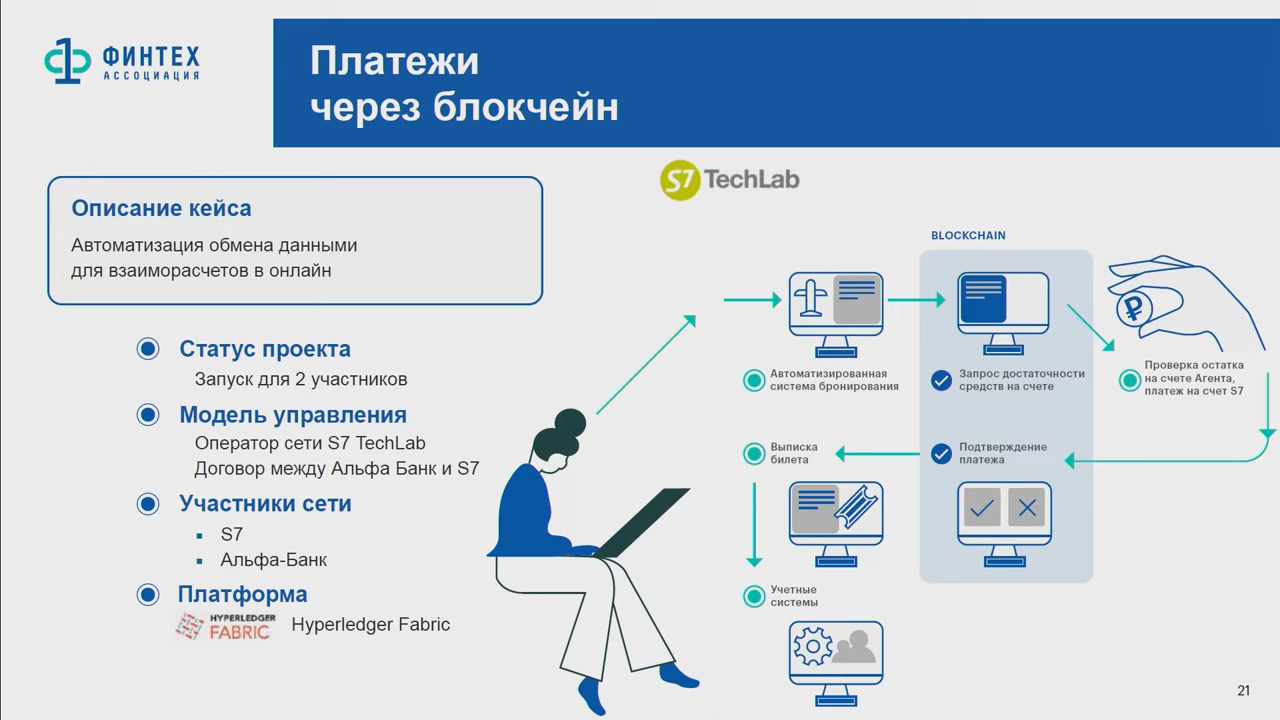 ФИНТЕХ
АССОЦИАЦИЯ
Платежи
через блокчейн
S7 TechLab
Описание кейса
Автоматизация обмена данными
для взаиморасчетов в онлайн
Статус проекта
Запуск для 2 участников
Модель управления
Оператор сети S7 TechLab
Договор между Альфа Банк и S7
Участники сети
S7
Альфа-Банк
Платформа
HYPERLEDGER
FABRIC
Hyperledger Fabric
BLOCKCHAIN
₽
Автоматизированная
система бронирования
Запрос достаточности
средств на счете
Проверка остатка
на счете Агента,
платеж на счет S7
Выписка
билета
Подтверждение
платежа
Учетные
системы
21